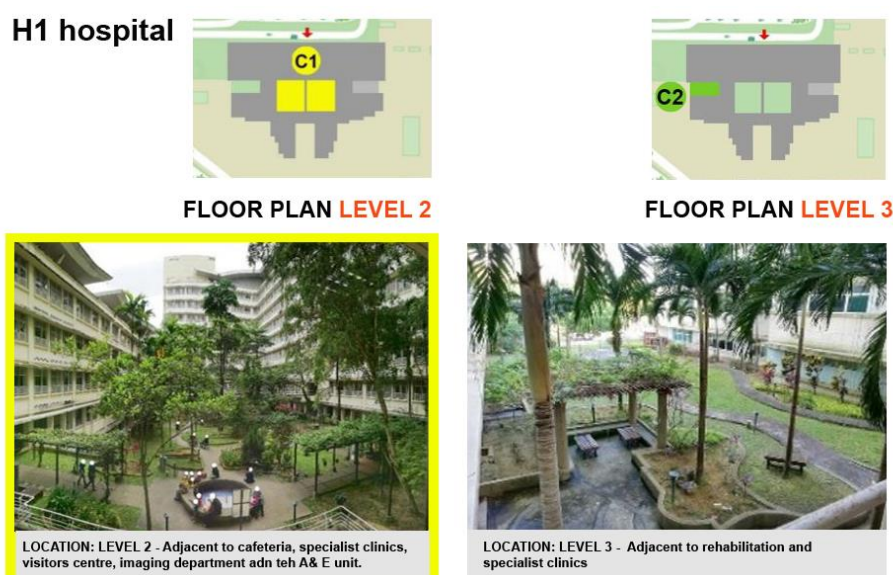 H1 hospital
C1
C2
FLOOR PLAN LEVEL 2
FLOOR PLAN LEVEL 3
LOCATION: LEVEL 2 - Adjacent to cafeteria, specialist clinics,
visitors centre, imaging department adn teh A& E unit.
LOCATION: LEVEL 3 - Adjacent to rehabilitation and
specialist clinics